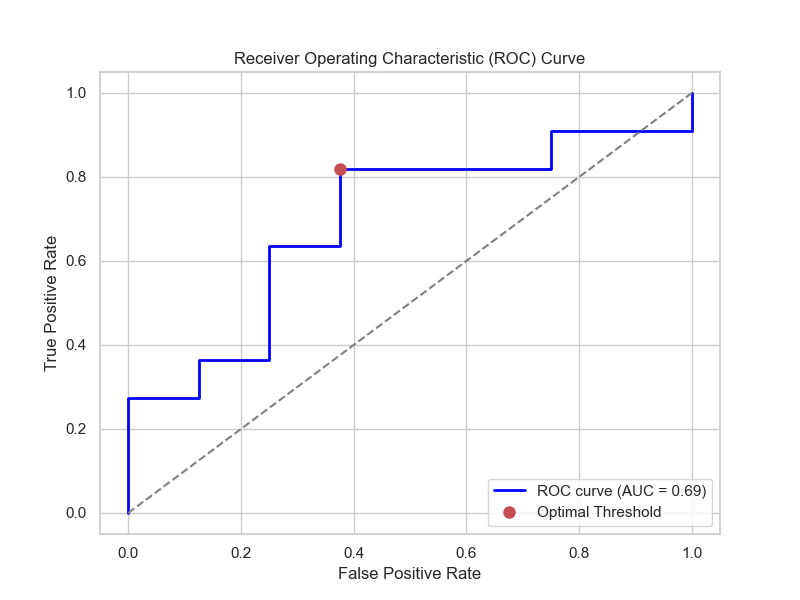 Receiver Operating Characteristic (ROC) Curve
1.0
0.8
0.6
0.4
0.2
0.0
True Positive Rate
0.0 0.2 0.4 0.6 0.8 1.0
False Positive Rate
ROC curve (AUC = 0.69)
Optimal Threshold